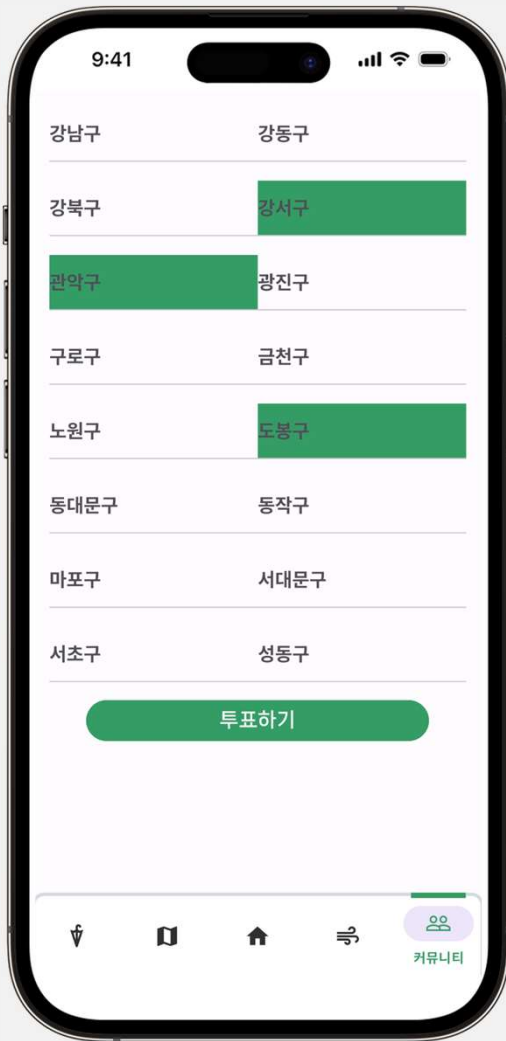 9:41
강남구 강동구
강북구 강서구
관악구 광진구
구로구 금천구
노원구 도봉구
동대문구 동작구
마포구 서대문구
서초구 성동구
투표하기
커뮤니티